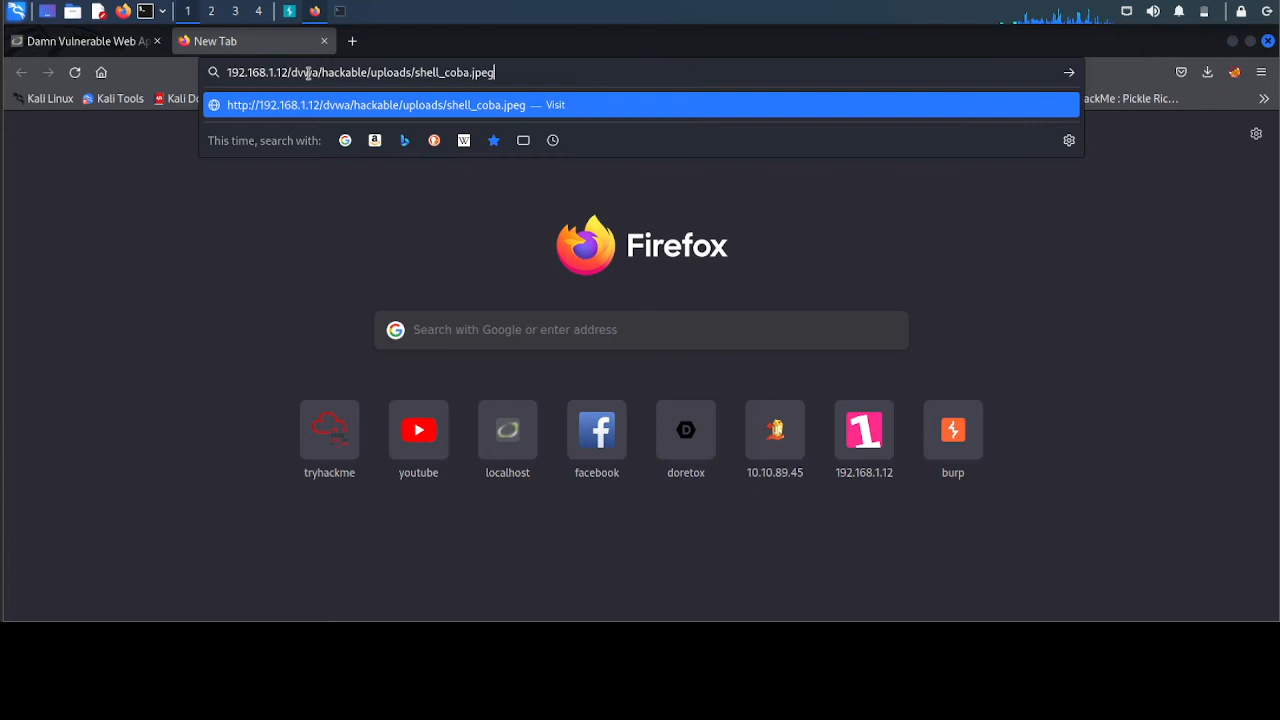 1 2 3 4
Damn Vulnerable Web Ap
New Tab
192.168.1.12/dvwa/hackable/uploads/shell_coba.jpeg
Kali Linux Kali Tools Kali Do
http://192.168.1.12/dvwa/hackable/uploads/shell_coba.jpeg — Visit
ackMe : Pickle Ric...
This time, search with:
Firefox
Search with Google or enter address
tryhackme youtube localhost facebook doretox 10.10.89.45 192.168.1.12 burp